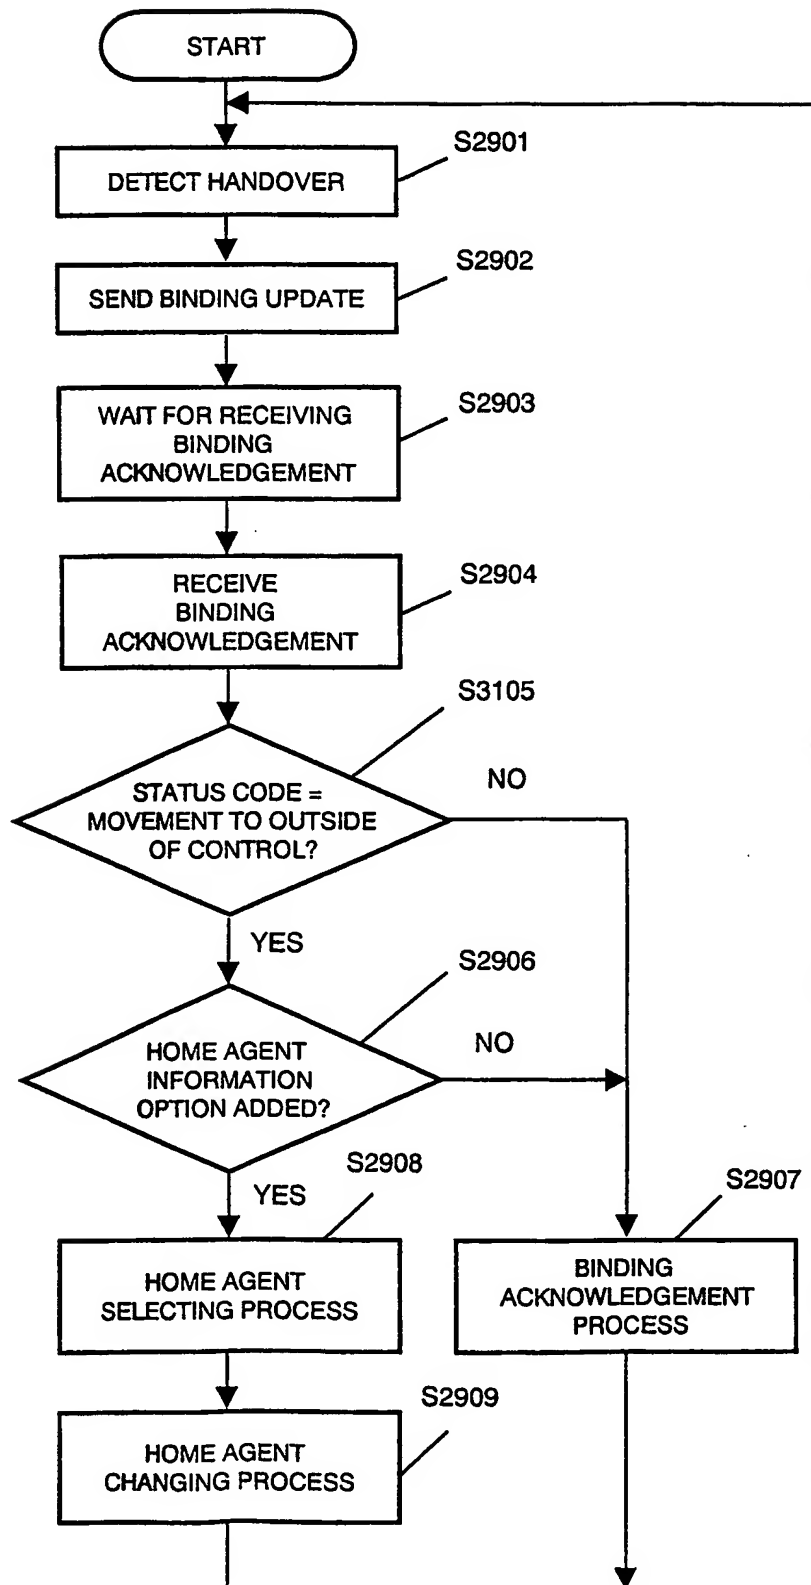 START
S2901
DETECT HANDOVER
S2902
SEND BINDING UPDATE
S2903
WAIT FOR RECEIVING
BINDING
ACKNOWLEDGEMENT
S2904
RECEIVE
BINDING
ACKNOWLEDGEMENT
S3105
STATUS CODE =
MOVEMENT TO OUTSIDE
OF CONTROL?
NO
YES
S2906
HOME AGENT
INFORMATION
OPTION ADDED?
NO
YES
S2908
HOME AGENT
SELECTING PROCESS
S2907
BINDING
ACKNOWLEDGEMENT
PROCESS
S2909
HOME AGENT
CHANGING PROCESS